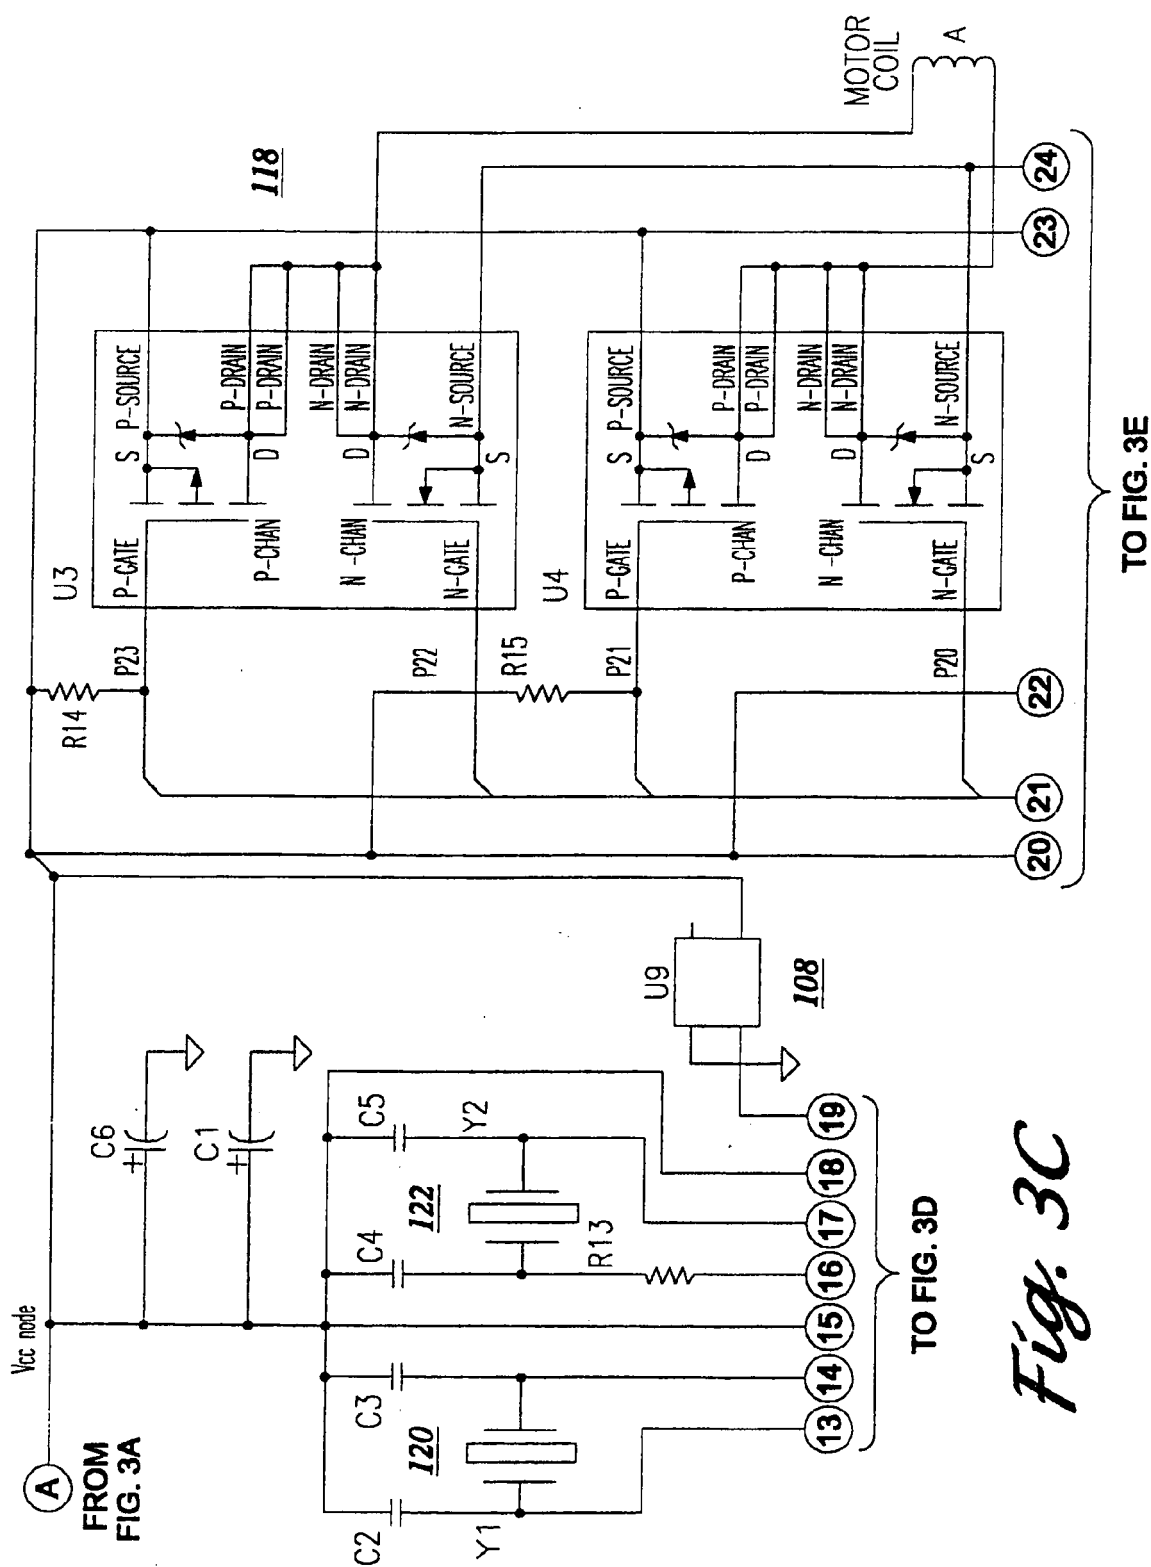 A
FROM
FIG. 3A
Vcc node
C6
+
C1
+
C2
C3
C4
C5
Y1
120
122
Y2
R13
13
14
15
16
17
18
19
TO FIG. 3D
U9
108
118
R14
P23
U3
P-GATE
S
P-SOURCE
P-CHAN
D
P-DRAIN
P-DRAIN
N -CHAN
D
N-DRAIN
N-DRAIN
P22
N-GATE
S
N-SOURCE
R15
P21
U4
P-GATE
S
P-SOURCE
P-CHAN
D
P-DRAIN
P-DRAIN
N -CHAN
D
N-DRAIN
N-DRAIN
P20
N-GATE
S
N-SOURCE
MOTOR
COIL
A
20
21
22
23
24
TO FIG. 3E
Fig. 3C